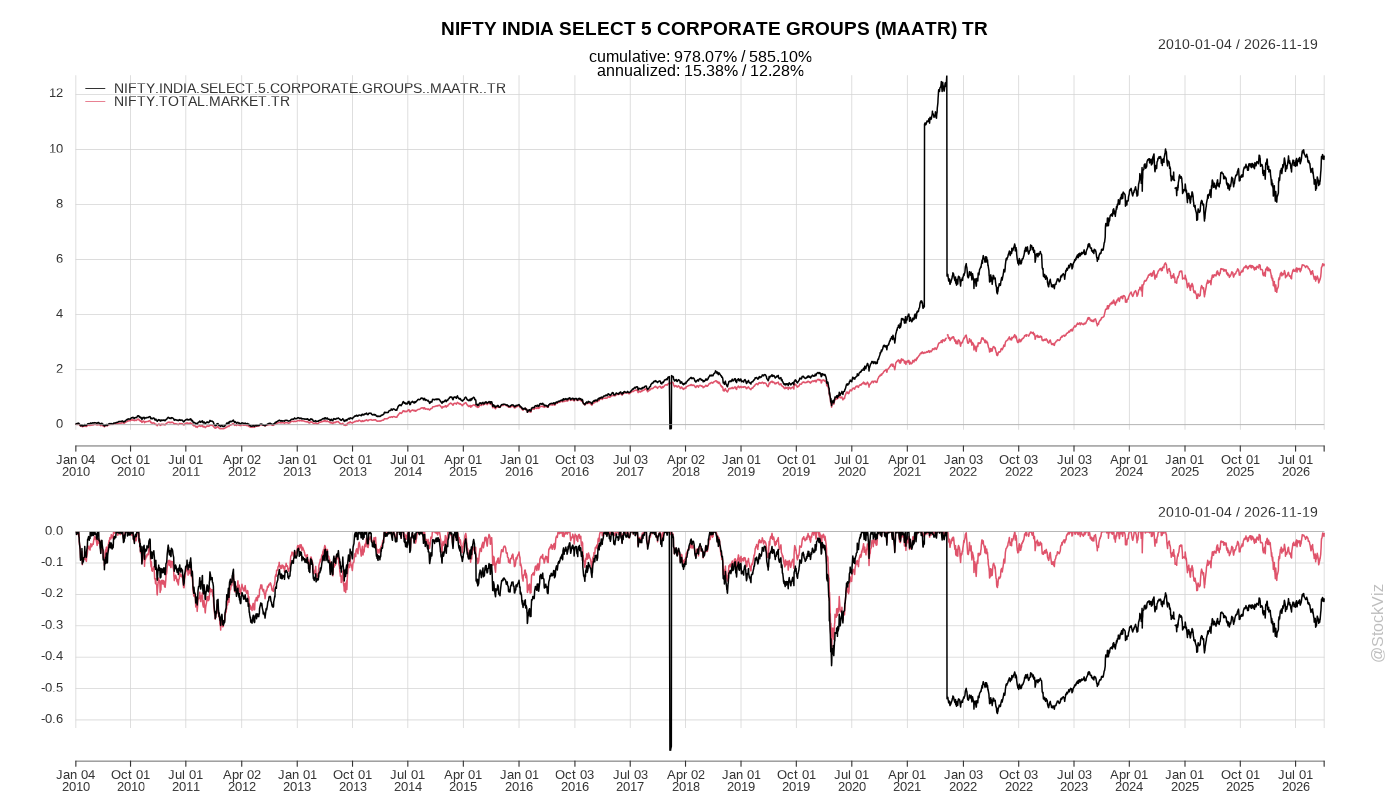 NIFTY INDIA SELECT 5 CORPORATE GROUPS (MAATR) TR
2010-01-04 / 2026-11-19
cumulative: 978.07% / 585.10%
annualized: 15.38% / 12.28%
NIFTY.INDIA.SELECT.5.CORPORATE.GROUPS..MAATR..TR
NIFTY.TOTAL.MARKET.TR
12
10
8
6
4
2
0
Jan 04 Oct 01 Jul 01 Apr 02 Jan 01 Oct 01 Jul 01 Apr 01 Jan 01 Oct 03 Jul 03 Apr 02 Jan 01 Oct 01 Jul 01 Apr 01 Jan 03 Oct 03 Jul 03 Apr 01 Jan 01 Oct 01 Jul 01
2010 2010 2011 2012 2013 2013 2014 2015 2016 2016 2017 2018 2019 2019 2020 2021 2022 2022 2023 2024 2025 2025 2026
2010-01-04 / 2026-11-19
0.0
-0.1
-0.2
-0.3
-0.4
-0.5
-0.6
Jan 04 Oct 01 Jul 01 Apr 02 Jan 01 Oct 01 Jul 01 Apr 01 Jan 01 Oct 03 Jul 03 Apr 02 Jan 01 Oct 01 Jul 01 Apr 01 Jan 03 Oct 03 Jul 03 Apr 01 Jan 01 Oct 01 Jul 01
2010 2010 2011 2012 2013 2013 2014 2015 2016 2016 2017 2018 2019 2019 2020 2021 2022 2022 2023 2024 2025 2025 2026
@StockViz